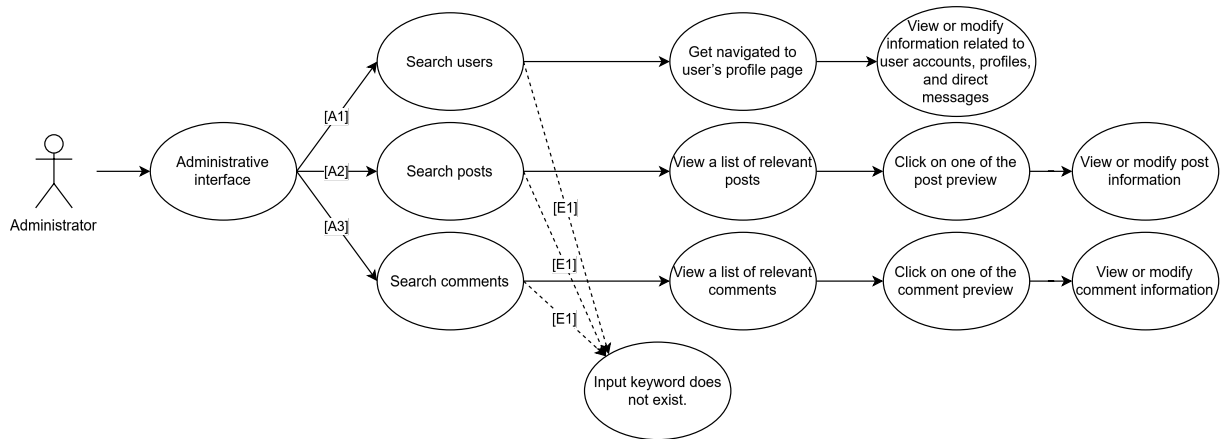 Administrator
Administrative
interface
[A1]
[A2]
[A3]
Search users
Get navigated to
user's profile page
View or modify
information related to
user accounts, profiles,
and direct
messages
Search posts
View a list of relevant
posts
Click on one of the
post preview
View or modify post
information
Search comments
View a list of relevant
comments
Click on one of the
comment preview
View or modify
comment information
[E1]
[E1]
[E1]
Input keyword does
not exist.